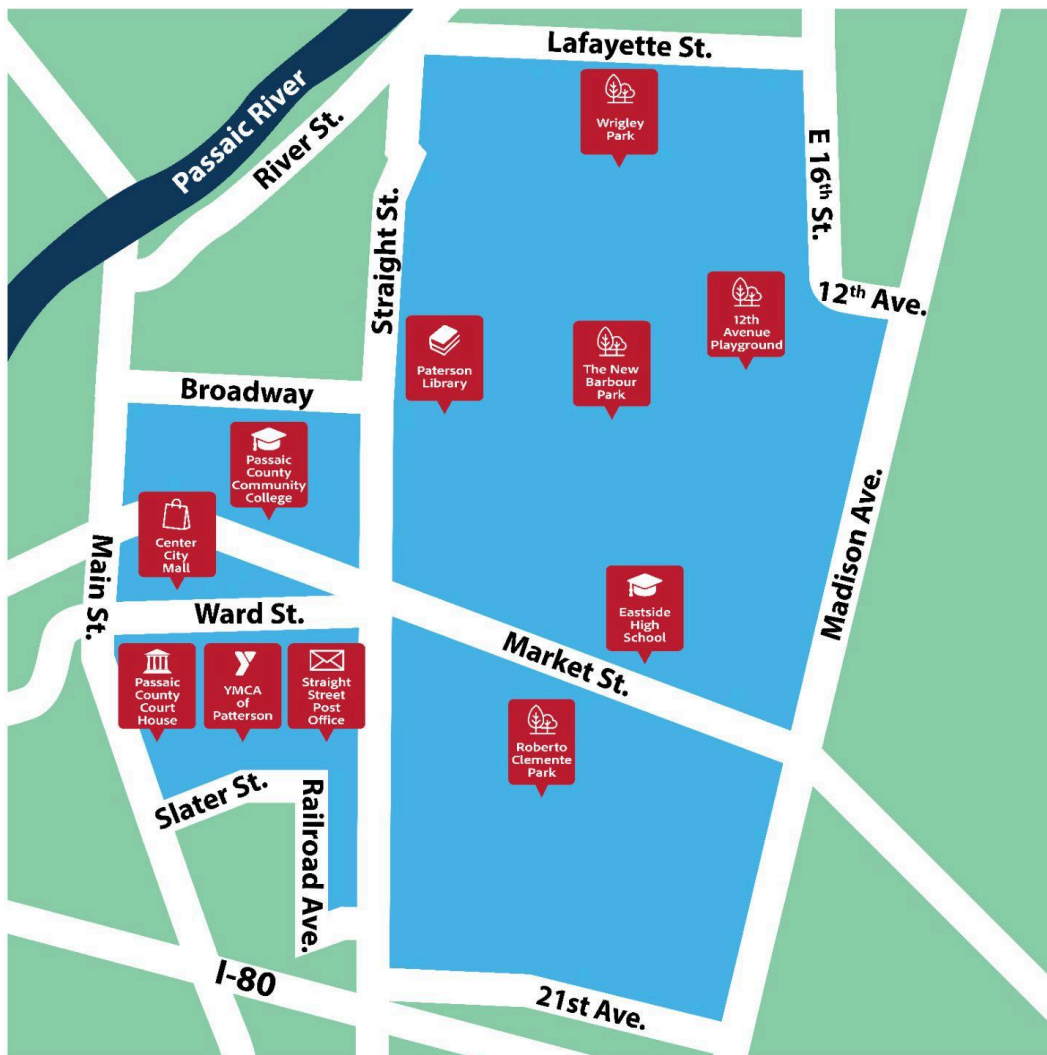 Lafayette St.
Passaic River
River St.
Wrigley
Park
E 16th St.
Straight St.
12th Ave.
12th
Avenue
Playground
Paterson
Library
The New
Barbour
Park
Broadway
Passaic
County
Community
College
Madison Ave.
Center
City
Mall
Main St.
Ward St.
Eastside
High
School
Market St.
Passaic
County
Court
House
YMCA
of
Patterson
Straight
Street
Post
Office
Roberto
Clemente
Park
Slater St.
Railroad Ave.
I-80
21st Ave.